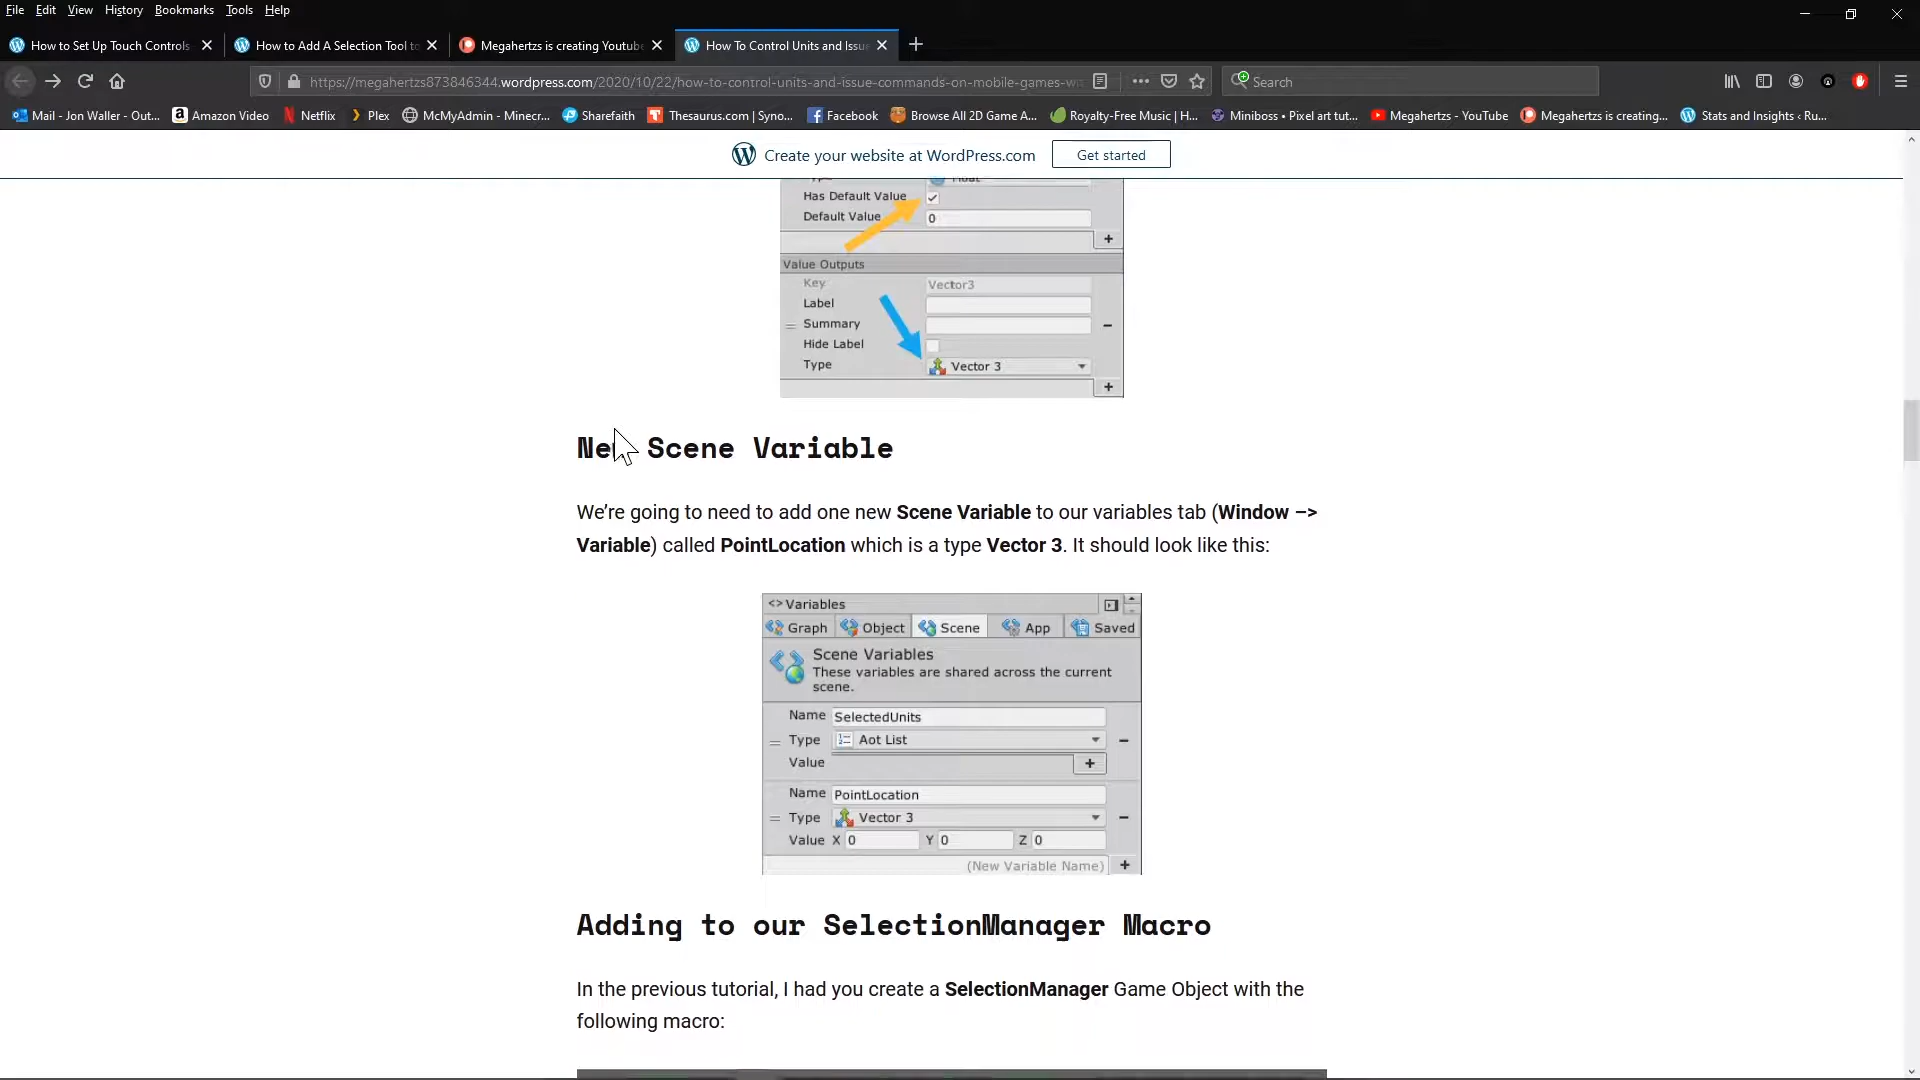 File Edit View History Bookmarks Tools Help
How to Set Up Touch Controls
How to Add A Selection Tool to
Megahertzs is creating Youtube
How To Control Units and Issue
https://megahertzs873846344.wordpress.com/2020/10/22/how-to-control-units-and-issue-commands-on-mobile-games-w
Search
Mail - Jon Waller - Out...
Amazon Video
Netflix
Plex
McMyAdmin - Minecr...
Sharefaith
Thesaurus.com | Syno...
Facebook
Browse All 2D Game A...
Royalty-Free Music | H...
Miniboss • Pixel art tut...
Megahertzs - YouTube
Megahertzs is creating...
Stats and Insights ‹ Ru...
Create your website at WordPress.com
Get started
Has Default Value
Default Value 0
Value Outputs
Key Vector3
Label
Summary
Hide Label
Type Vector 3
New Scene Variable
We're going to need to add one new Scene Variable to our variables tab (Window –>
Variable) called PointLocation which is a type Vector 3. It should look like this:
<> Variables
Graph Object Scene App Saved
Scene Variables
These variables are shared across the current
scene.
Name SelectedUnits
Type Aot List
Value
Name PointLocation
Type Vector 3
Value X 0 Y 0 Z 0
(New Variable Name)
Adding to our SelectionManager Macro
In the previous tutorial, I had you create a SelectionManager Game Object with the
following macro: